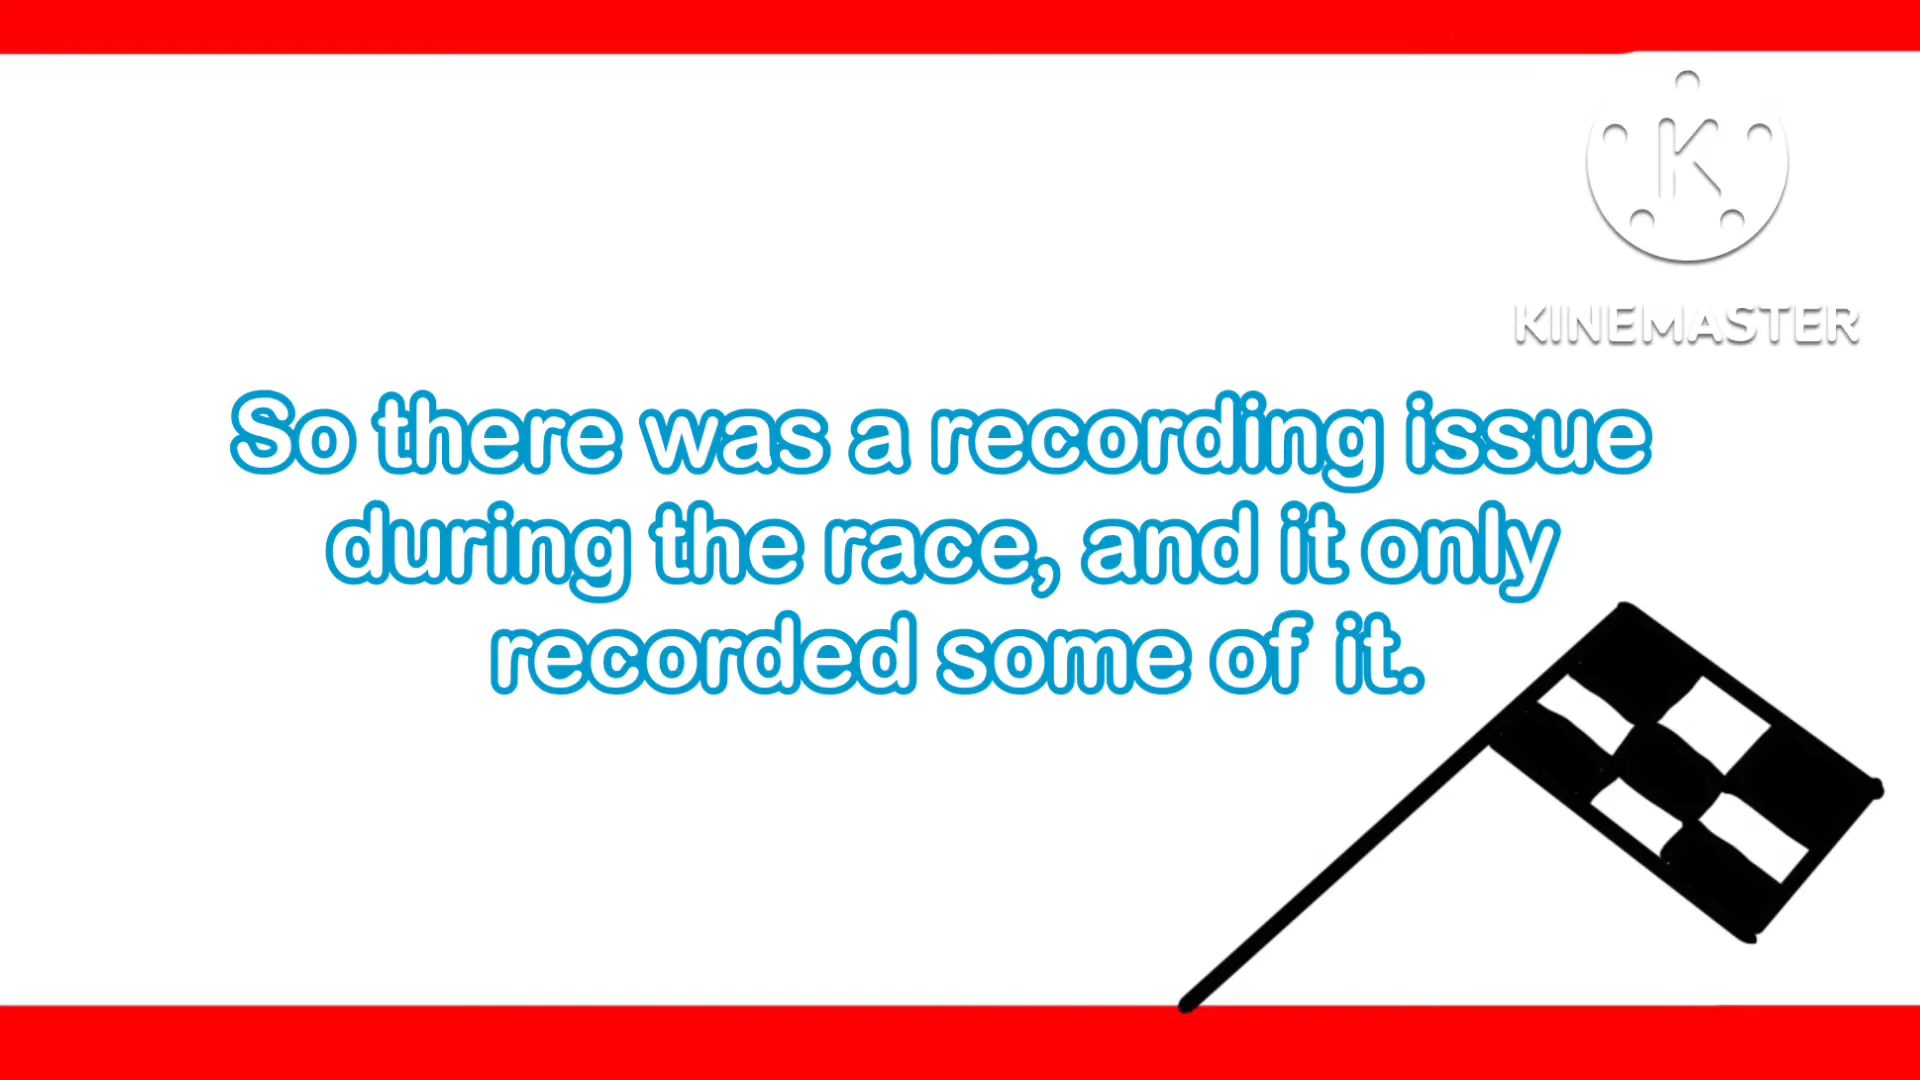 K
KINEMASTER
So there was a recording issue
during the race, and it only
recorded some of it.